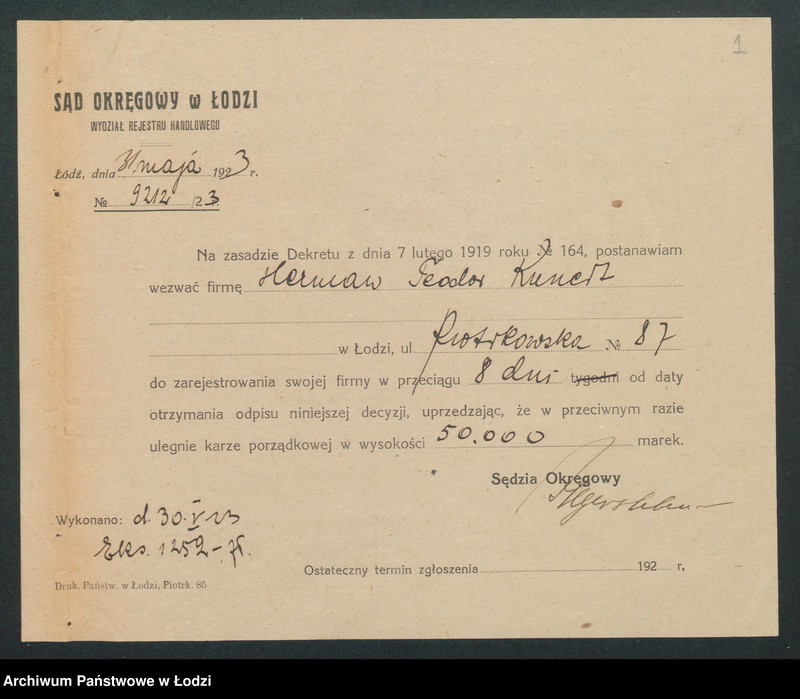 1
SĄD OKRĘGOWY w ŁODZI
WYDZIAŁ REJESTRU HANDLOWEGO
Łódź, dnia 31 maja 1923 r.
№ 9212 /23
Na zasadzie Dekretu z dnia 7 lutego 1919 roku № 164, postanawiam
wezwać firmę Herman Teodor Kunert
w Łodzi, ul Piotrkowska № 87
do zarejestrowania swojej firmy w przeciągu 8 dni tygodni od daty
otrzymania odpisu niniejszej decyzji, uprzedzając, że w przeciwnym razie
ulegnie karze porządkowej w wysokości 50.000 marek.
Sędzia Okręgowy
Wykonano: d. 30 V 23
Eks. 1252
Ostateczny termin zgłoszenia 192 r.
Druk. Państw. w Łodzi, Piotrk. 85
Archiwum Państwowe w Łodzi